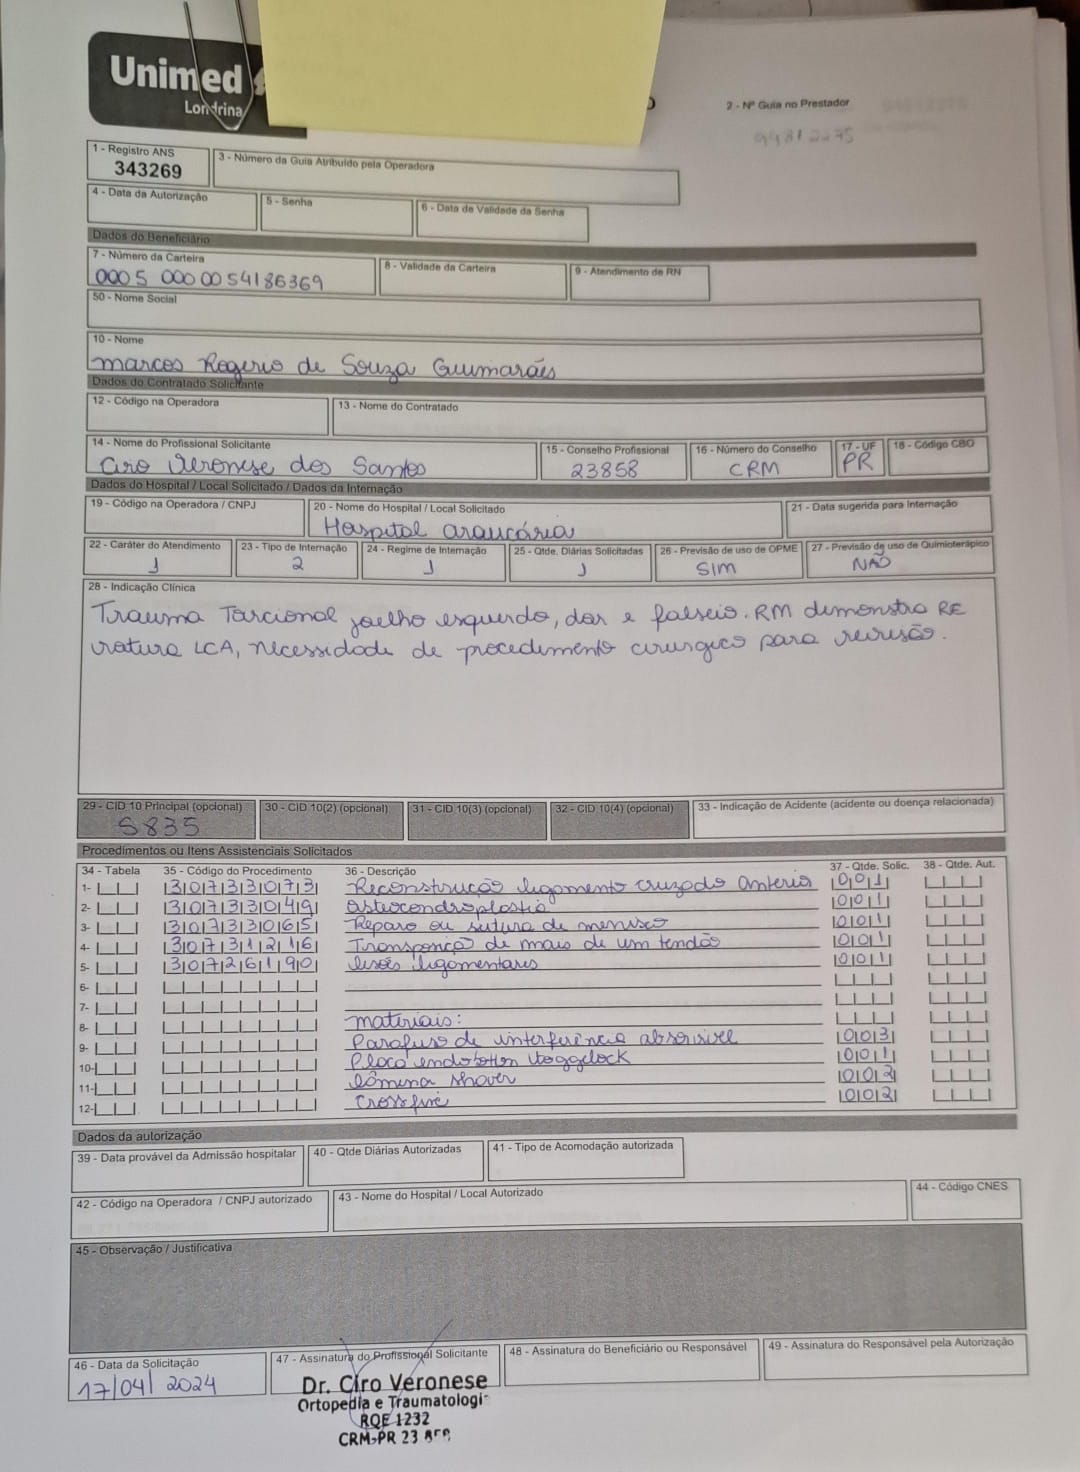 Unimed
Londrina
2 - Nº Guia no Prestador
1 - Registro ANS
343269
3 - Número da Guia Atribuído pela Operadora
4 - Data da Autorização
5 - Senha
6 - Data de Validade da Senha
Dados do Beneficiário
7 - Número da Carteira
0005 000054186369
8 - Validade da Carteira
9 - Atendimento de RN
50 - Nome Social
10 - Nome
Marcos Rogerio de Souza Guimarães
Dados do Contratado Solicitante
12 - Código na Operadora
13 - Nome do Contratado
14 - Nome do Profissional Solicitante
Ciro Veronese dos Santos
15 - Conselho Profissional
23858
16 - Número do Conselho
CRM
17 - UF
PR
18 - Código CBO
Dados do Hospital / Local Solicitado / Dados da Internação
19 - Código na Operadora / CNPJ
20 - Nome do Hospital / Local Solicitado
Hospital araucária
21 - Data sugerida para Internação
22 - Caráter do Atendimento
1
23 - Tipo de Internação
2
24 - Regime de Internação
1
25 - Qtde. Diárias Solicitadas
1
26 - Previsão de uso de OPME
SIM
27 - Previsão de uso de Quimioterápico
NÃO
28 - Indicação Clínica
Trauma Torcional joelho esquerdo, dor e falseio. RM demonstra RE
rotura LCA, necessidade de procedimento cirurgico para revisão.
29 - CID 10 Principal (opcional)
S835
30 - CID 10(2) (opcional)
31 - CID 10(3) (opcional)
32 - CID 10(4) (opcional)
33 - Indicação de Acidente (acidente ou doença relacionada)
Procedimentos ou Itens Assistenciais Solicitados
34 - Tabela 35 - Código do Procedimento 36 - Descrição 37 - Qtde. Solic. 38 - Qtde. Aut.
1- 30733073 Reconstrução ligamento cruzado anterio 001
2- 30733049 osteocondroplastia 001
3- 30733065 Reparo ou sutura de menisco 001
4- 30731216 Transposição de mais de um tendão 001
5- 30726190 lesões ligamentares 001
6-
7-
8- materiais:
9- Parafuso de interferência absorsivel 003
10- Placa endobotton toggelock 001
11- lâmina shaver 002
12- Crossfire 002
Dados da autorização
39 - Data provável da Admissão hospitalar
40 - Qtde Diárias Autorizadas
41 - Tipo de Acomodação autorizada
42 - Código na Operadora / CNPJ autorizado
43 - Nome do Hospital / Local Autorizado
44 - Código CNES
45 - Observação / Justificativa
46 - Data da Solicitação
17/04/2024
47 - Assinatura do Profissional Solicitante
48 - Assinatura do Beneficiário ou Responsável
49 - Assinatura do Responsável pela Autorização
Dr. Ciro Veronese
Ortopedia e Traumatologi
RQE 1232
CRM-PR 23